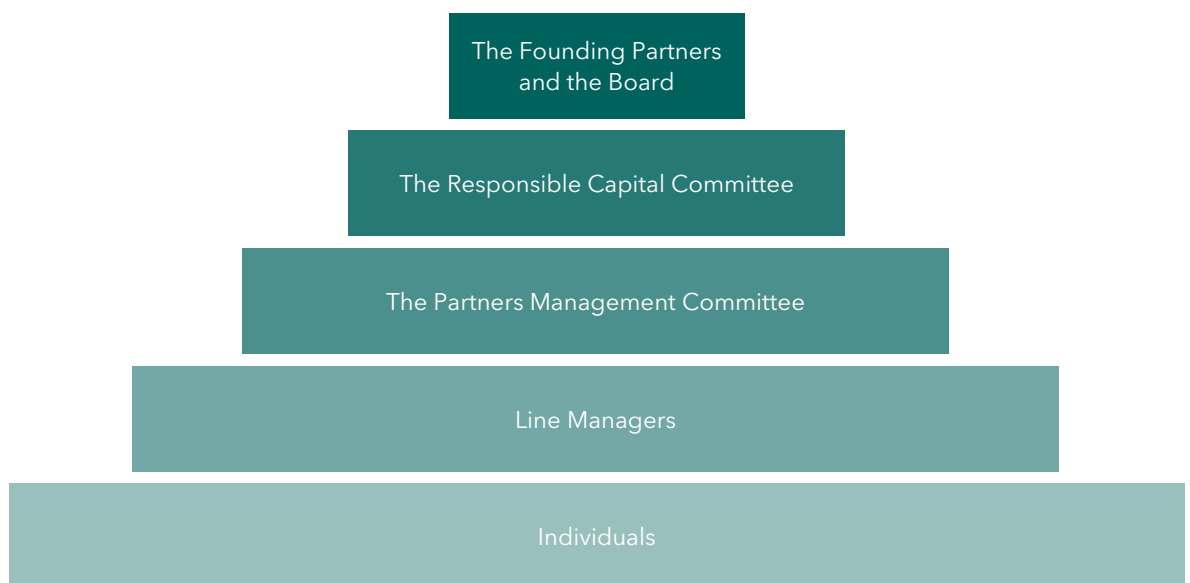 The Founding Partners
and the Board
The Responsible Capital Committee
The Partners Management Committee
Line Managers
Individuals